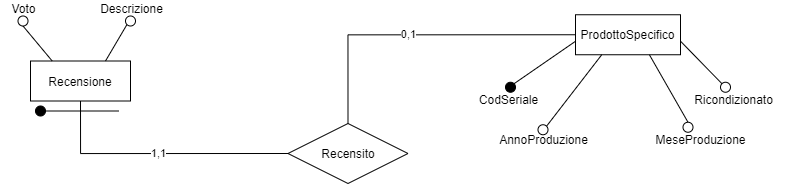 Voto
Descrizione
Recensione
0,1
ProdottoSpecifico
CodSeriale
Ricondizionato
AnnoProduzione
MeseProduzione
1,1
Recensito